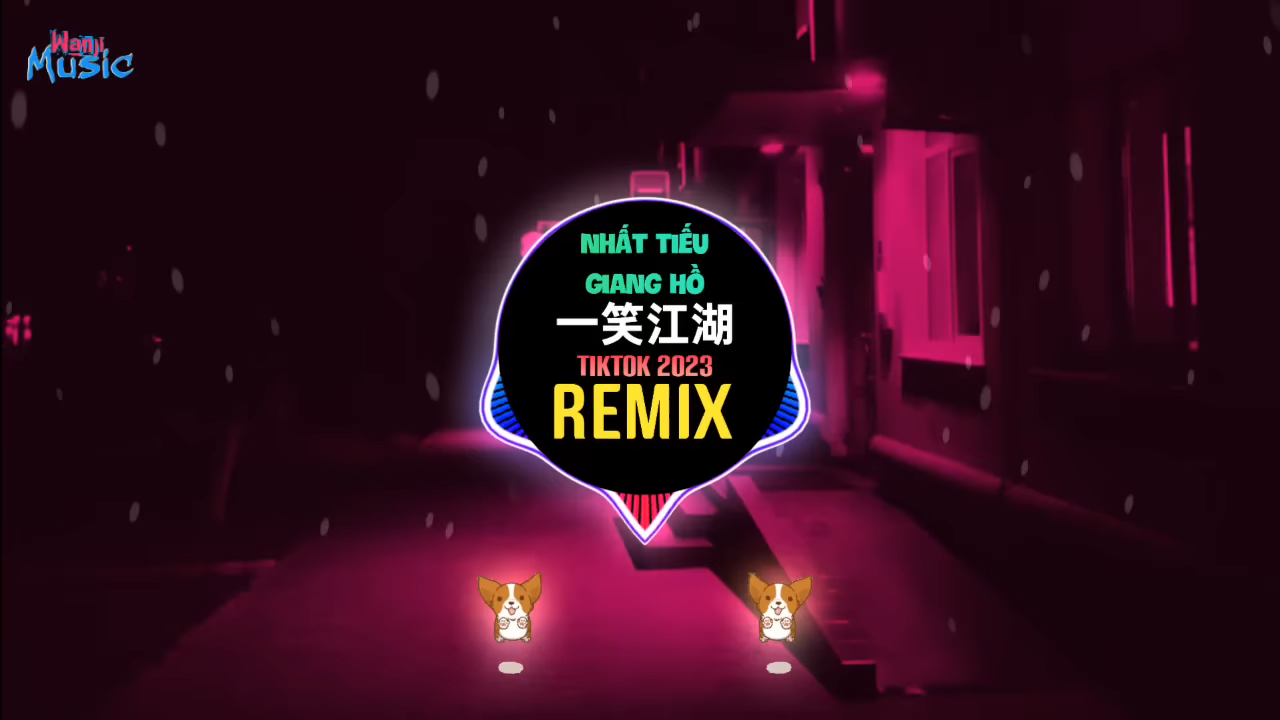 Wanji
Music
NHẤT TIẾU
GIANG HỒ
一笑江湖
TIKTOK 2023
REMIX